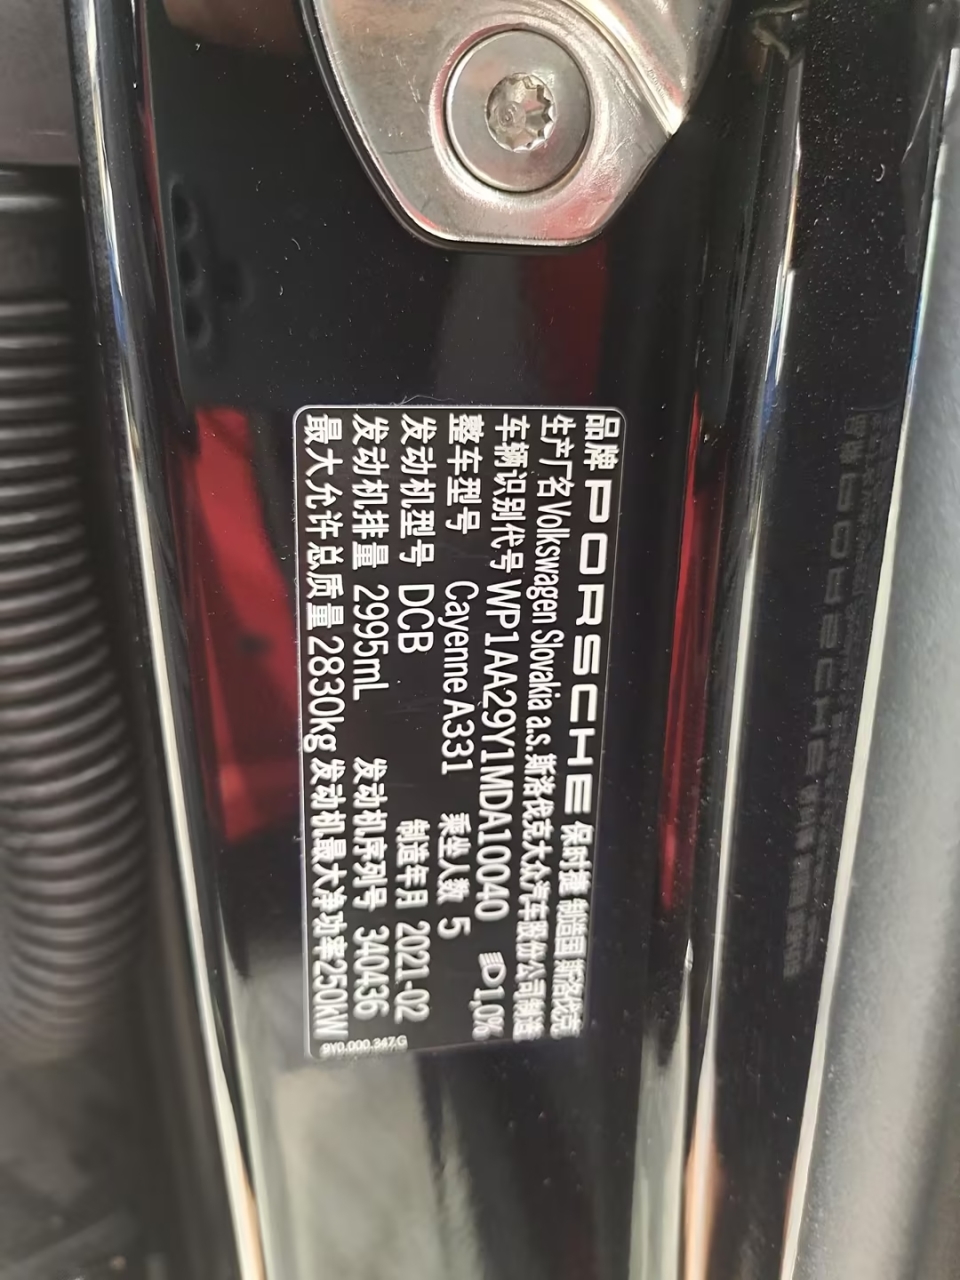 品牌 PORSCHE 保时捷 制造国 斯洛伐克
生产厂名 Volkswagen Slovakia a.s. 斯洛伐克大众汽车股份公司制造
车辆识别代号 WP1AA29Y1MDA10040 1,0%
整车型号 Cayenne A331 乘坐人数 5
发动机型号 DCB 制造年月 2021-02
发动机排量 2995mL 发动机序列号 340436
最大允许总质量 2830kg 发动机最大净功率250kW
9Y0.000.347.G